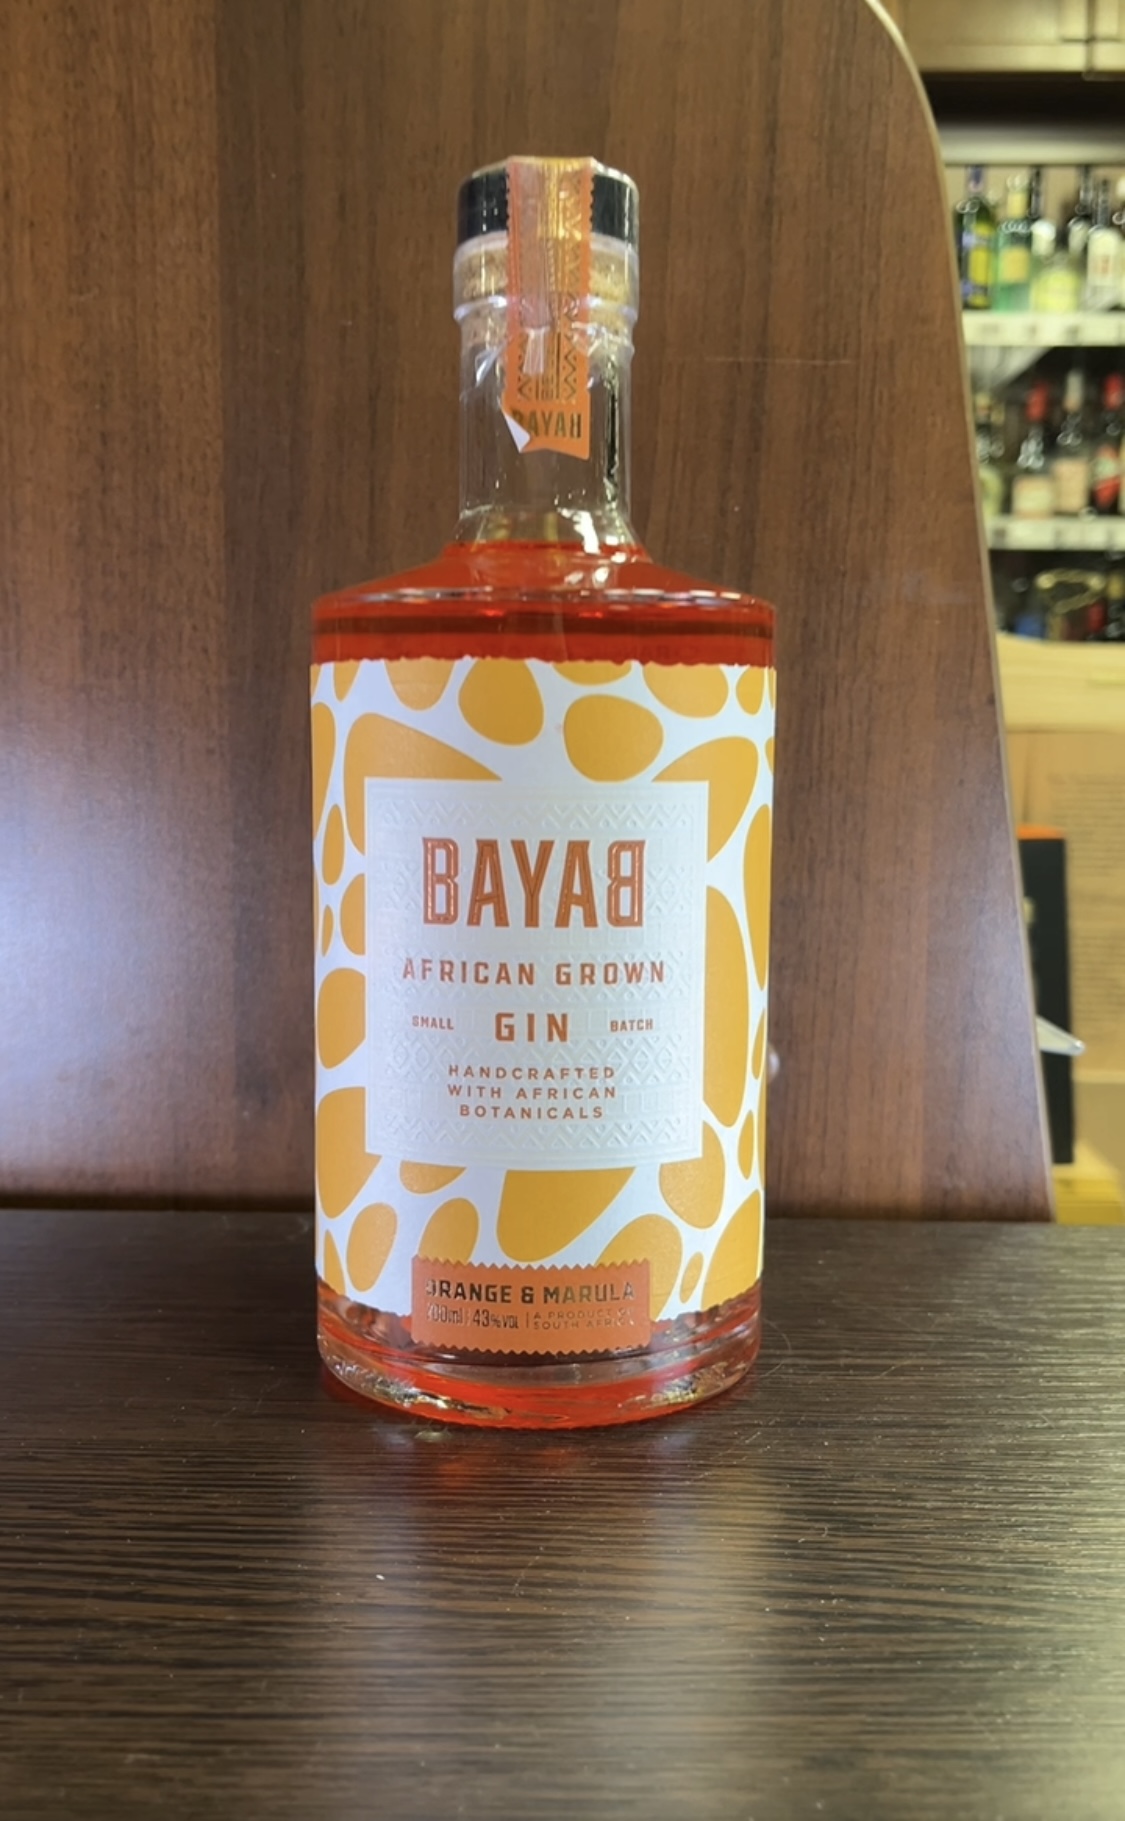 BAYAB
BAYAB
AFRICAN GROWN
SMALL GIN BATCH
HANDCRAFTED
WITH AFRICAN
BOTANICALS
ORANGE & MARULA
700ml | 43% VOL | A PRODUCT OF
SOUTH AFRICA